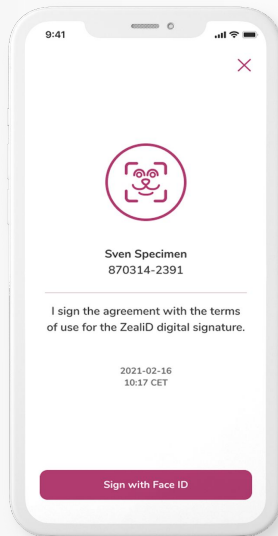 9:41
Sven Specimen
870314-2391
I sign the agreement with the terms
of use for the ZealiD digital signature.
2021-02-16
10:17 CET
Sign with Face ID